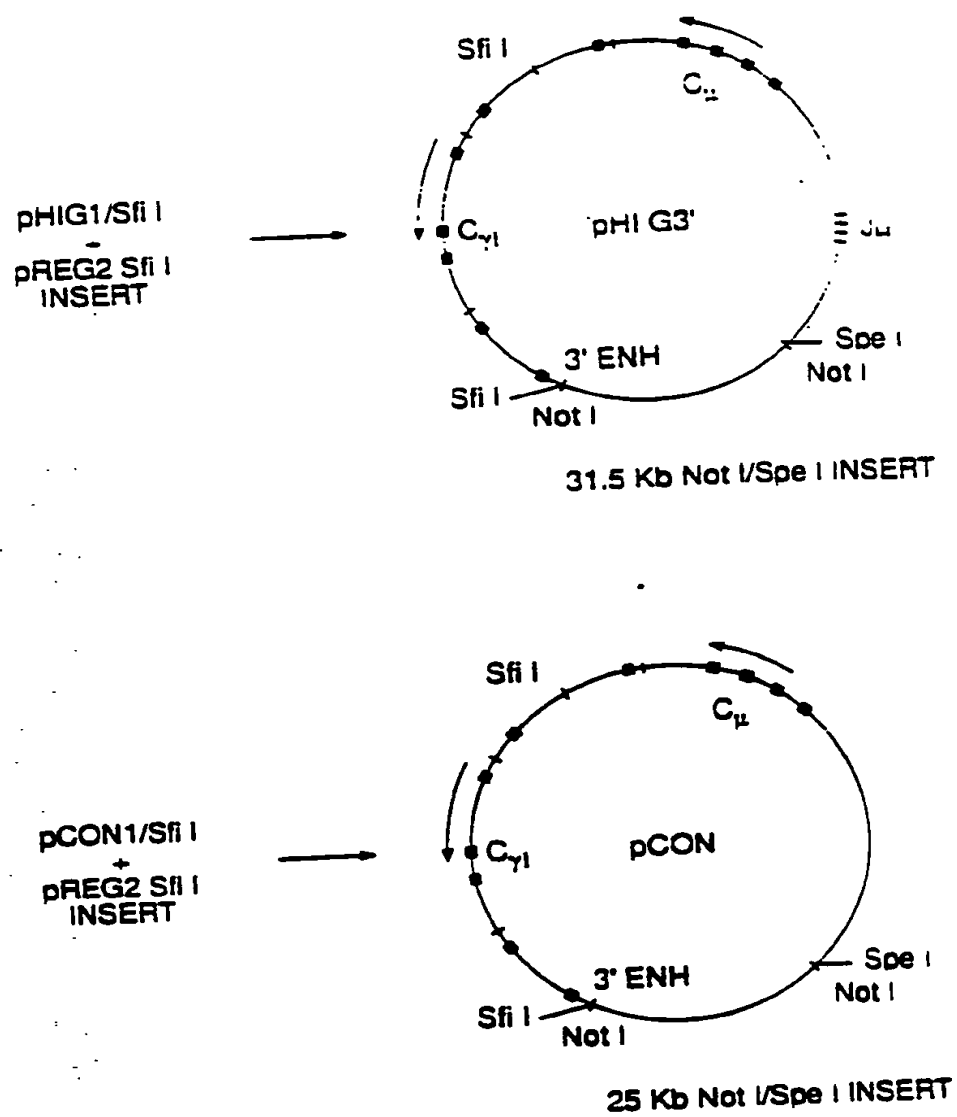 Sfi I
Cμ
pHIG1/Sfi I
+
pREG2 Sfi I
INSERT
Cγ1
pHI G3'
JH
3' ENH
Spe I
Not I
Sfi I
Not I
31.5 Kb Not I/Spe I INSERT
Sfi I
Cμ
pCON1/Sfi I
+
pREG2 Sfi I
INSERT
Cγ1
pCON
3' ENH
Spe I
Not I
Sfi I
Not I
25 Kb Not I/Spe I INSERT